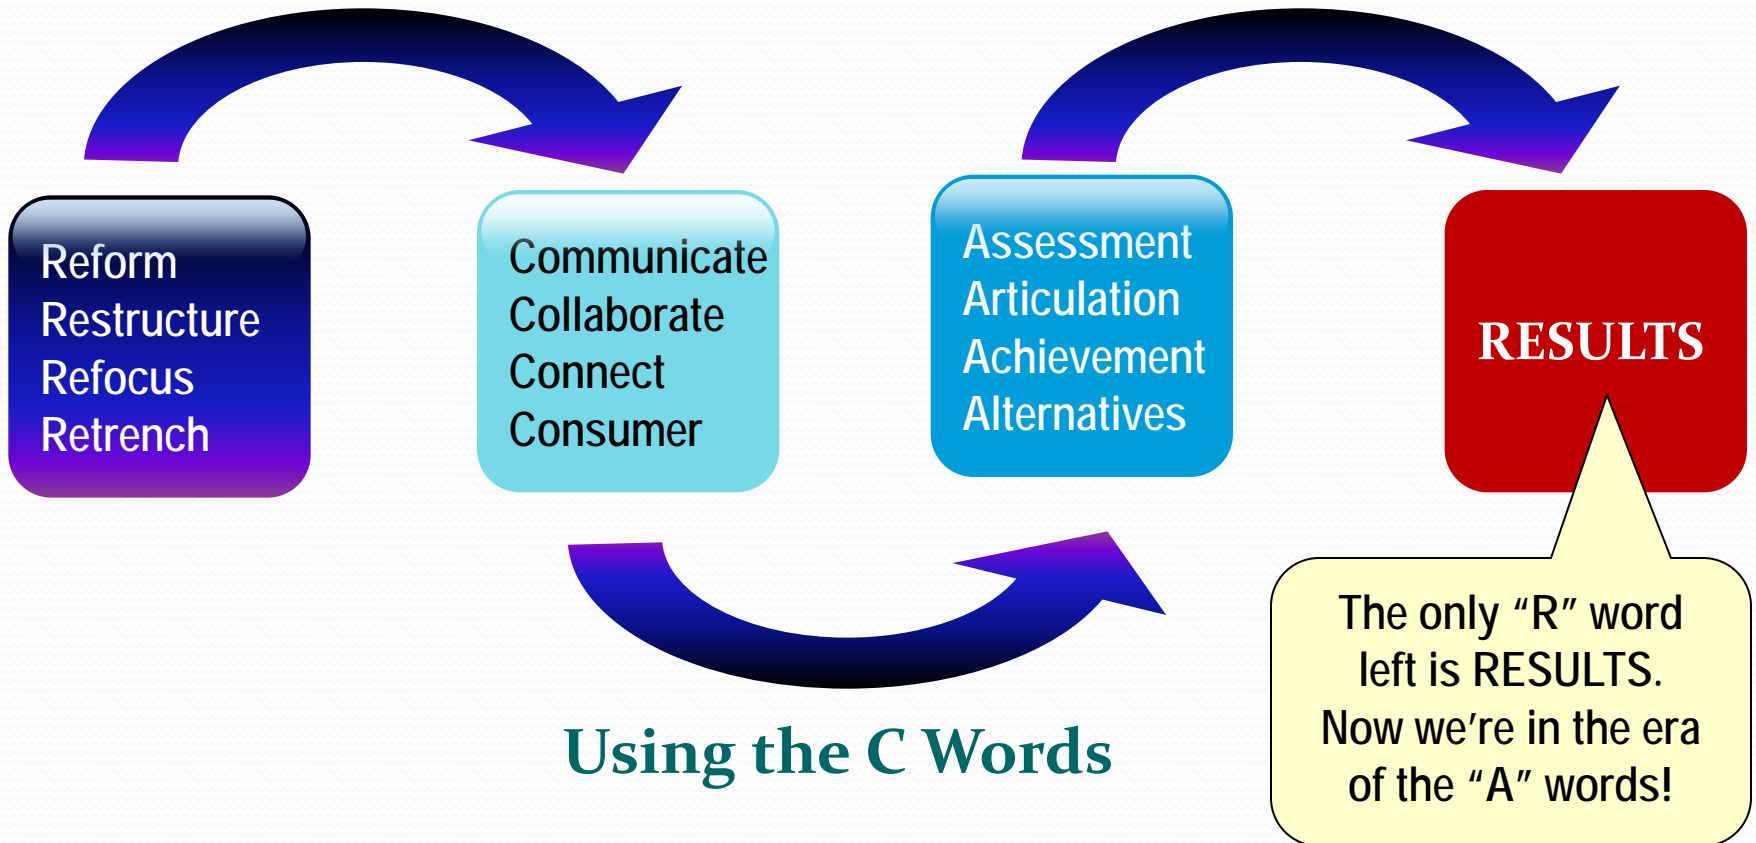 Reform
Restructure
Refocus
Retrench
Communicate
Collaborate
Connect
Consumer
Assessment
Articulation
Achievement
Alternatives
RESULTS
Using the C Words
The only “R” word
left is RESULTS.
Now we’re in the era
of the “A” words!